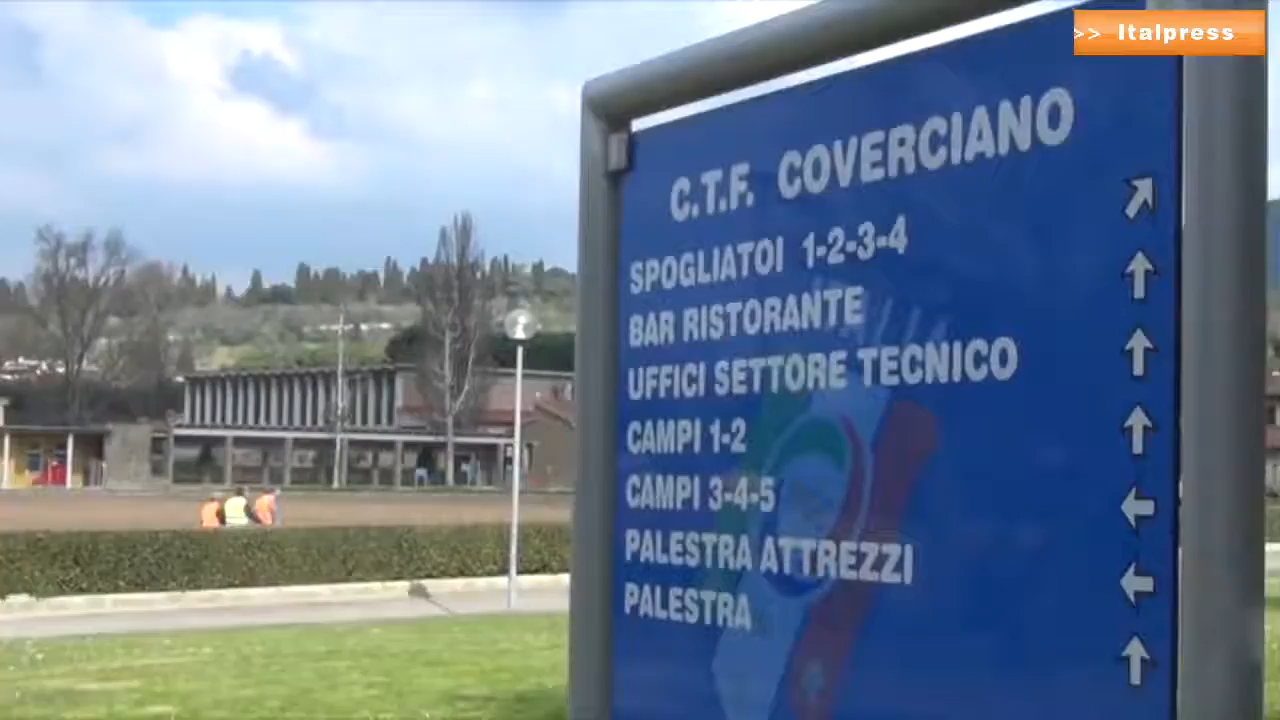 >> Italpress
C.T.F. COVERCIANO
SPOGLIATOI 1-2-3-4
BAR RISTORANTE
UFFICI SETTORE TECNICO
CAMPI 1-2
CAMPI 3-4-5
PALESTRA ATTREZZI
PALESTRA